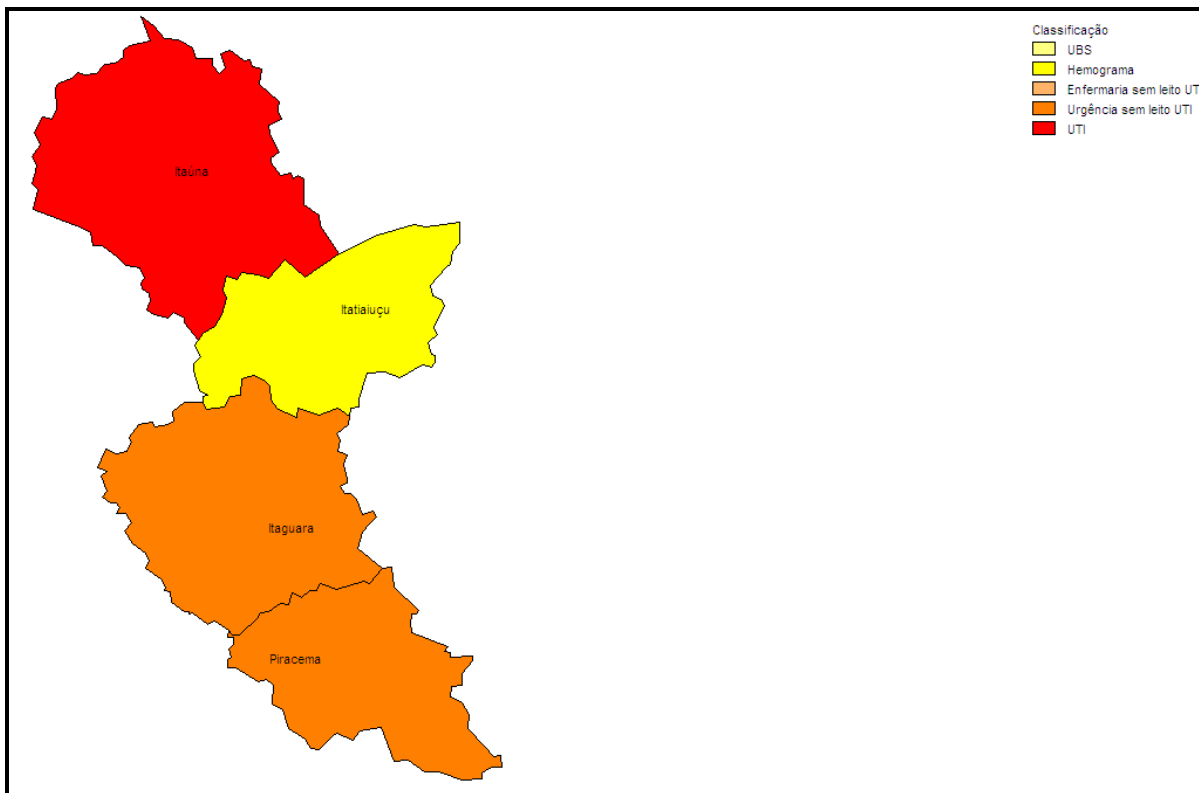 Classificação
UBS
Hemograma
Enfermaria sem leito UT
Urgência sem leito UTI
UTI
Itaúna
Itatiaiuçu
Itaguara
Piracema